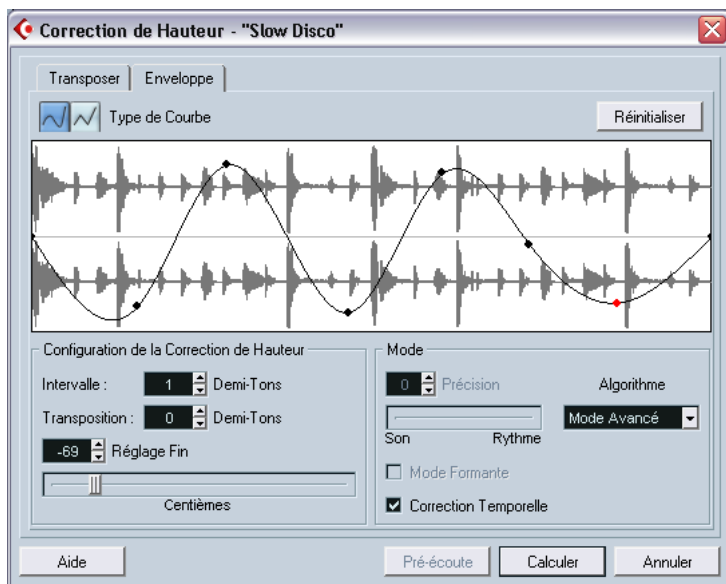 Correction de Hauteur - "Slow Disco"
Transposer Enveloppe
Type de Courbe Réinitialiser
Configuration de la Correction de Hauteur
Intervalle : 1 Demi-Tons
Transposition : 0 Demi-Tons
-69 Réglage Fin
Centièmes
Mode
0 Précision Algorithme
Mode Avancé
Son Rythme
Mode Formante
Correction Temporelle
Aide Pré-écoute Calculer Annuler